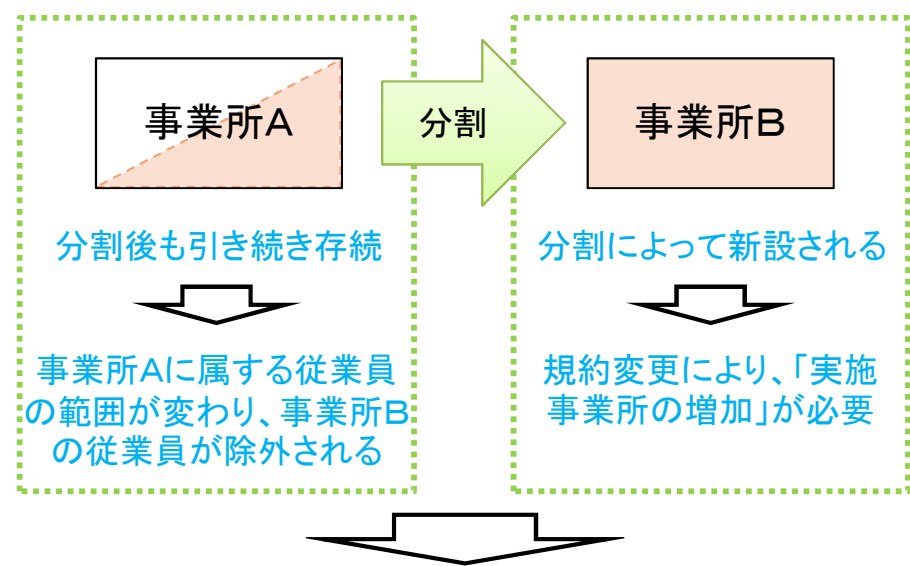 事業所A
分割
事業所B
分割後も引き続き存続
分割によって新設される
事業所Aに属する従業員
の範囲が変わり、事業所B
の従業員が除外される
規約変更により、「実施
事業所の増加」が必要